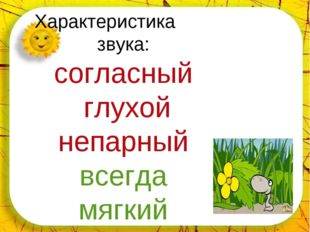 Характеристика
звука:
согласный
глухой
непарный
всегда
мягкий